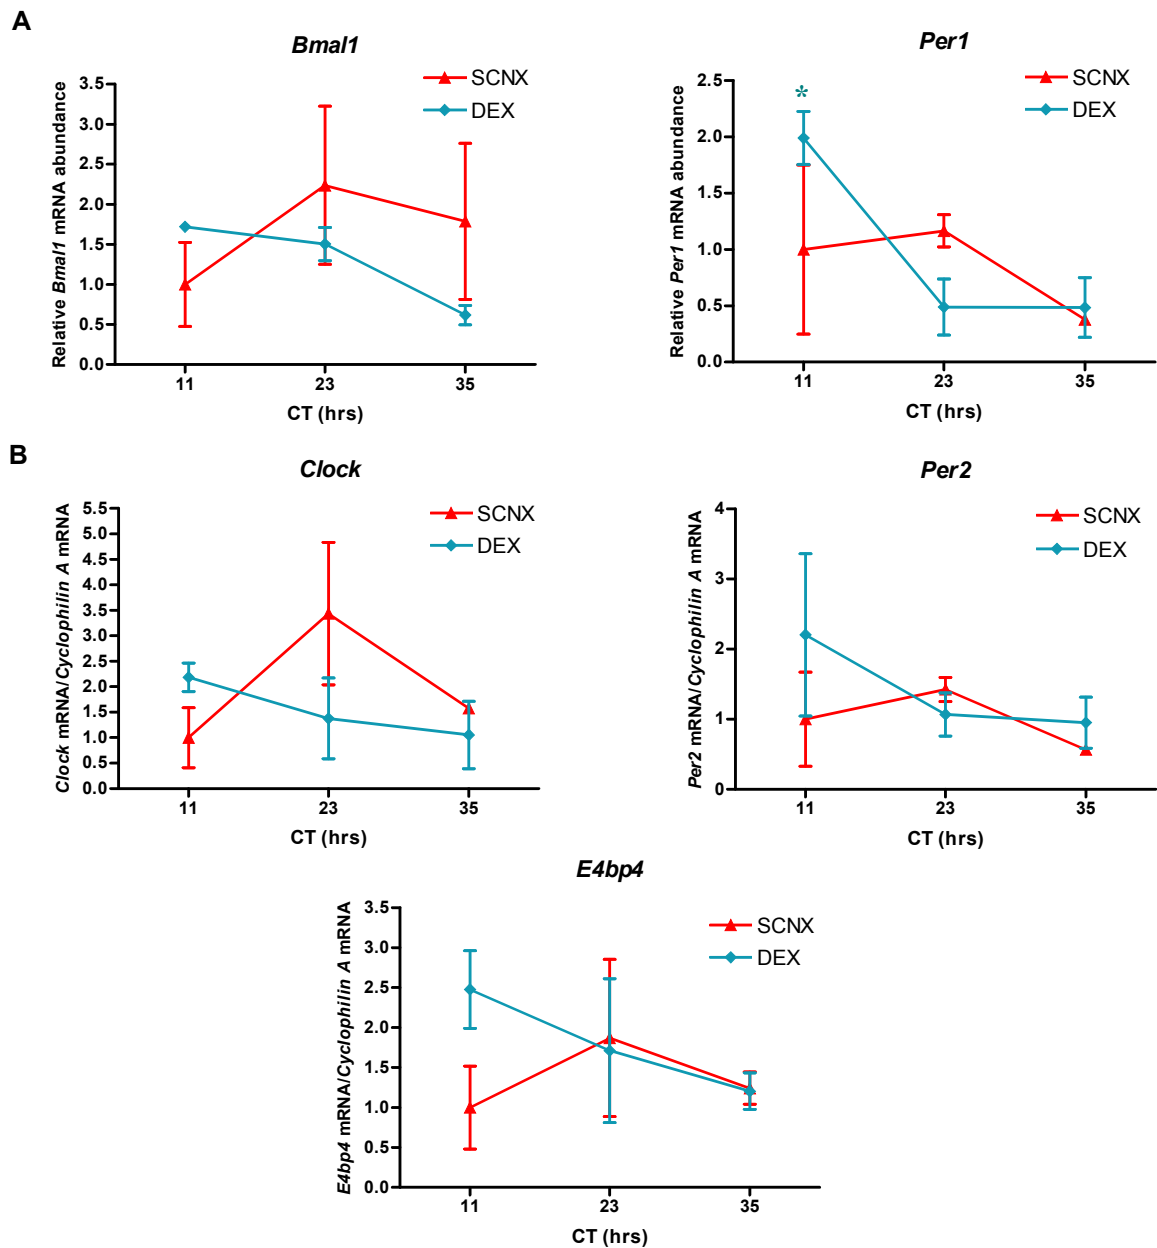 A
Bmal1
SCNX
DEX
Relative Bmal1 mRNA abundance
3.5
3.0
2.5
2.0
1.5
1.0
0.5
0.0
11 23 35
CT (hrs)
Per1
SCNX
DEX
*
Relative Per1 mRNA abundance
2.5
2.0
1.5
1.0
0.5
0.0
11 23 35
CT (hrs)
B
Clock
SCNX
DEX
Clock mRNA/Cyclophilin A mRNA
5.5
5.0
4.5
4.0
3.5
3.0
2.5
2.0
1.5
1.0
0.5
0.0
11 23 35
CT (hrs)
Per2
SCNX
DEX
Per2 mRNA/Cyclophilin A mRNA
4
3
2
1
0
11 23 35
CT (hrs)
E4bp4
SCNX
DEX
E4bp4 mRNA/Cyclophilin A mRNA
3.5
3.0
2.5
2.0
1.5
1.0
0.5
0.0
11 23 35
CT (hrs)